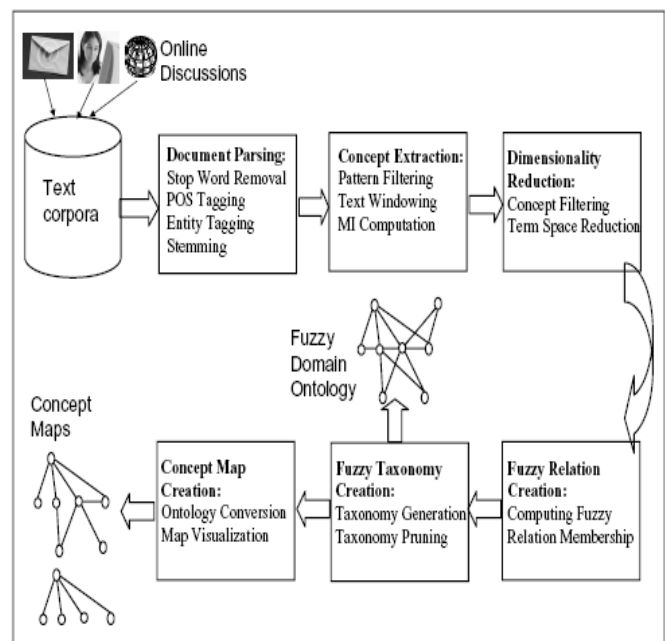 Online
Discussions
Text
corpora
Document Parsing:
Stop Word Removal
POS Tagging
Entity Tagging
Stemming
Concept Extraction:
Pattern Filtering
Text Windowing
MI Computation
Dimensionality
Reduction:
Concept Filtering
Term Space Reduction
Fuzzy
Domain
Ontology
Fuzzy Relation
Creation:
Computing Fuzzy
Relation Membership
Fuzzy Taxonomy
Creation:
Taxonomy Generation
Taxonomy Pruning
Concept Map
Creation:
Ontology Conversion
Map Visualization
Concept
Maps